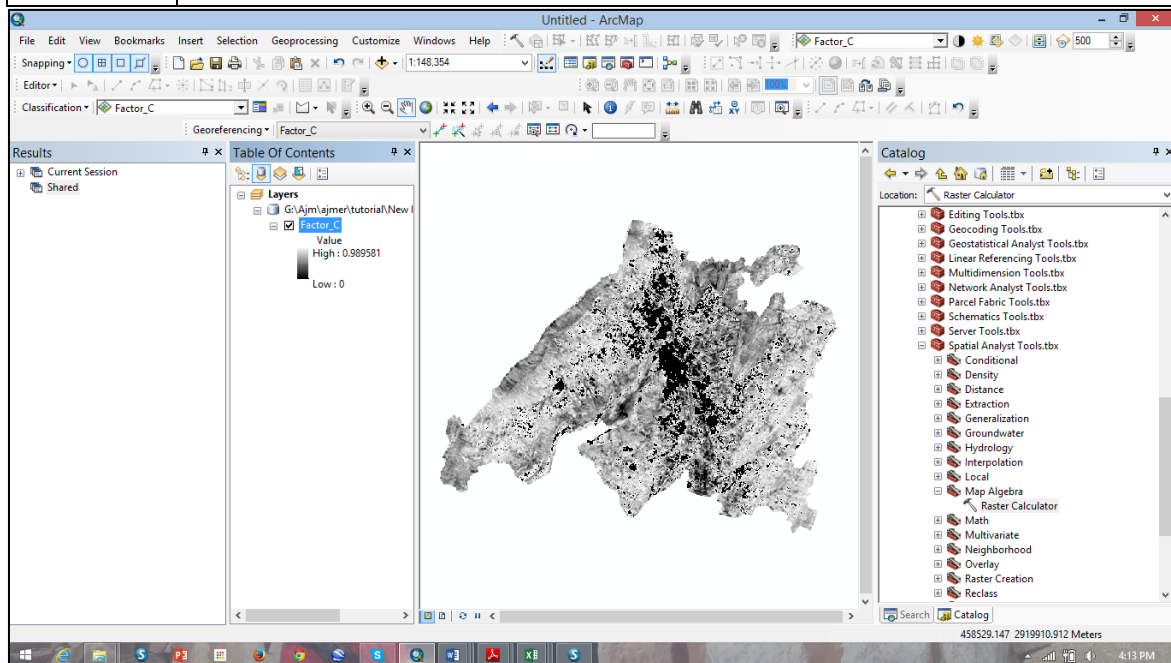 Untitled - ArcMap
File Edit View Bookmarks Insert Selection Geoprocessing Customize Windows Help
Factor_C
500
Snapping
1:148,354
Editor
100%
Classification
Factor_C
Georeferencing
Factor_C
Results
Current Session
Shared
Table Of Contents
Layers
G:\Ajm\ajmer\tutorial\New
Factor_C
Value
High : 0.989581
Low : 0
Catalog
Location: Raster Calculator
Editing Tools.tbx
Geocoding Tools.tbx
Geostatistical Analyst Tools.tbx
Linear Referencing Tools.tbx
Multidimension Tools.tbx
Network Analyst Tools.tbx
Parcel Fabric Tools.tbx
Schematics Tools.tbx
Server Tools.tbx
Spatial Analyst Tools.tbx
Conditional
Density
Distance
Extraction
Generalization
Groundwater
Hydrology
Interpolation
Local
Map Algebra
Raster Calculator
Math
Multivariate
Neighborhood
Overlay
Raster Creation
Reclass
Search Catalog
458529.147 2919910.912 Meters
4:13 PM